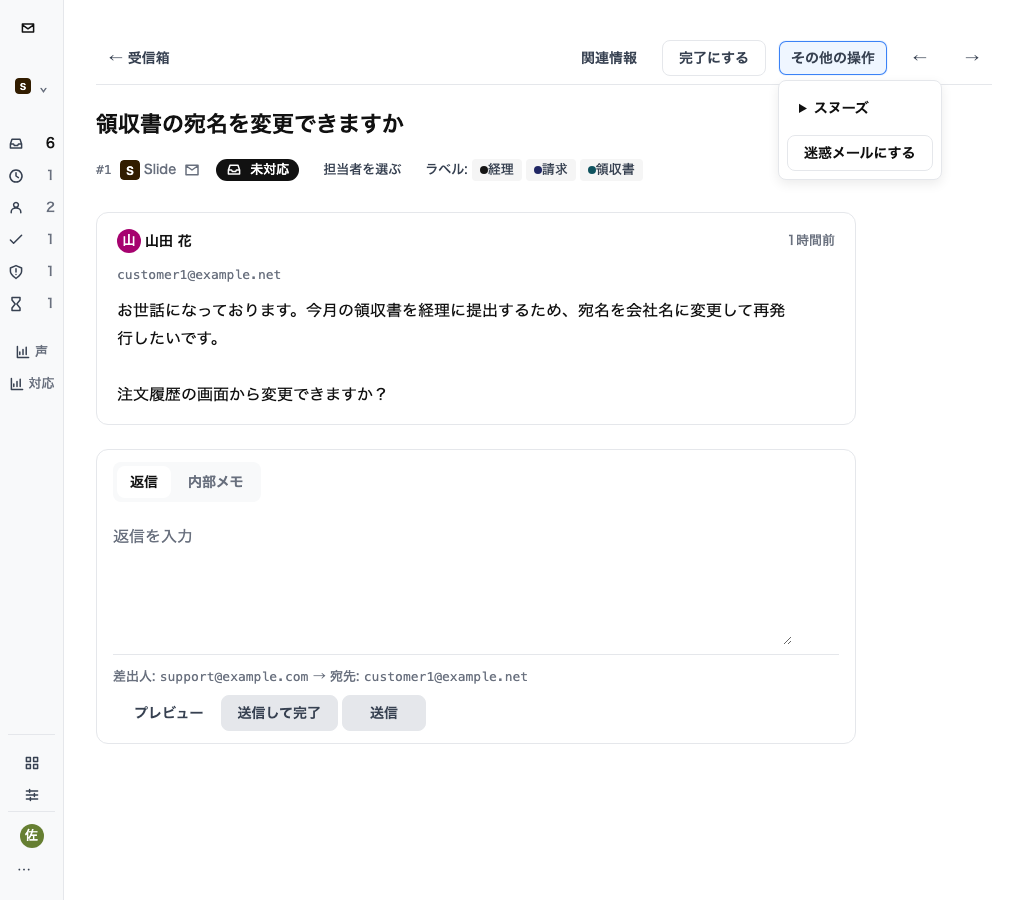 S
6
1
2
1
1
1
声
対応
佐
…
← 受信箱
関連情報
完了にする
その他の操作
←
→
▶ スヌーズ
迷惑メールにする
領収書の宛名を変更できますか
#1 S Slide 未対応 担当者を選ぶ ラベル: 経理 請求 領収書
山 山田 花
1時間前
customer1@example.net
お世話になっております。今月の領収書を経理に提出するため、宛名を会社名に変更して再発
行したいです。
注文履歴の画面から変更できますか？
返信 内部メモ
返信を入力
差出人: support@example.com → 宛先: customer1@example.net
プレビュー 送信して完了 送信